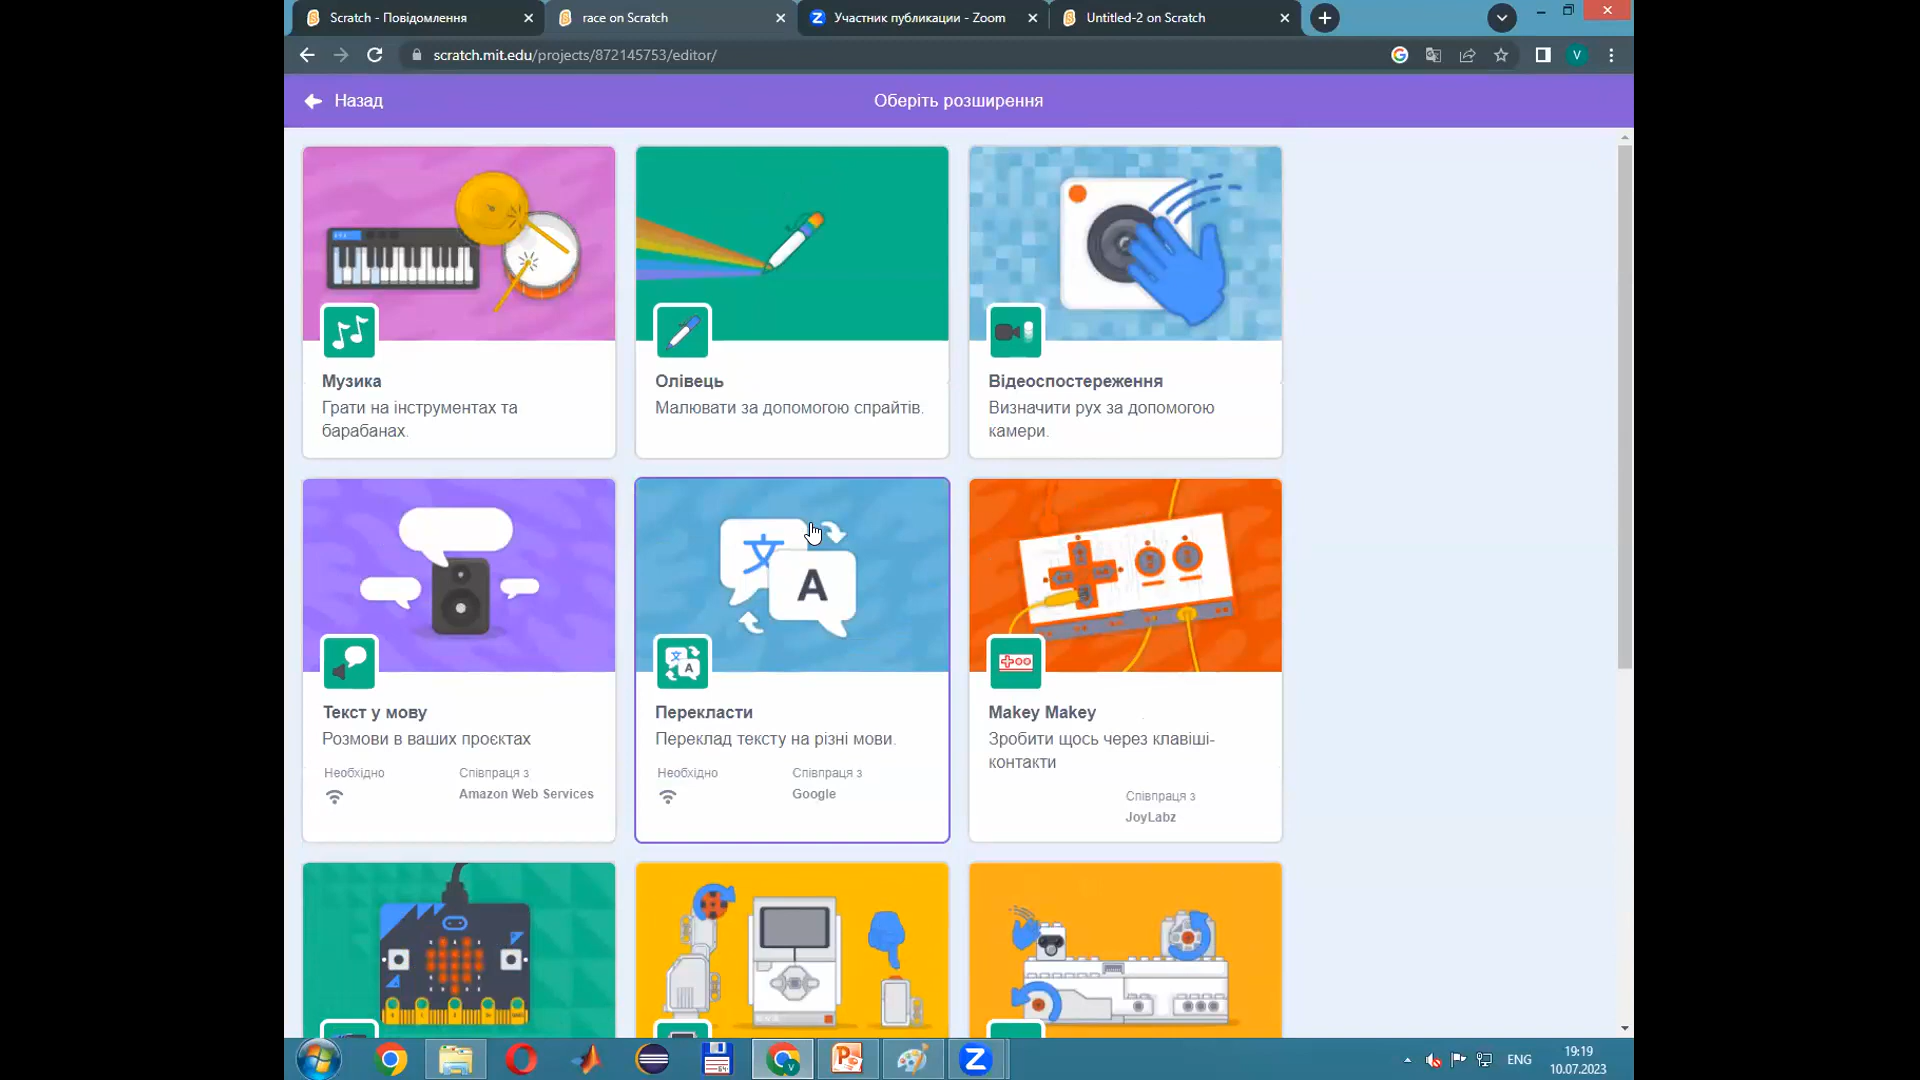 Scratch - Повідомлення
race on Scratch
Участник публикации - Zoom
Untitled-2 on Scratch
scratch.mit.edu/projects/872145753/editor/
V
Назад
Оберіть розширення
Музика
Грати на інструментах та
барабанах.
Олівець
Малювати за допомогою спрайтів.
Відеоспостереження
Визначити рух за допомогою
камери.
文
A
文
A
Текст у мову
Розмови в ваших проєктах
Необхідно
Співпраця з
Amazon Web Services
Перекласти
Переклад тексту на різні мови.
Необхідно
Співпраця з
Google
Makey Makey
Зробити щось через клавіші-
контакти
Співпраця з
JoyLabz
ENG
19:19
10.07.2023